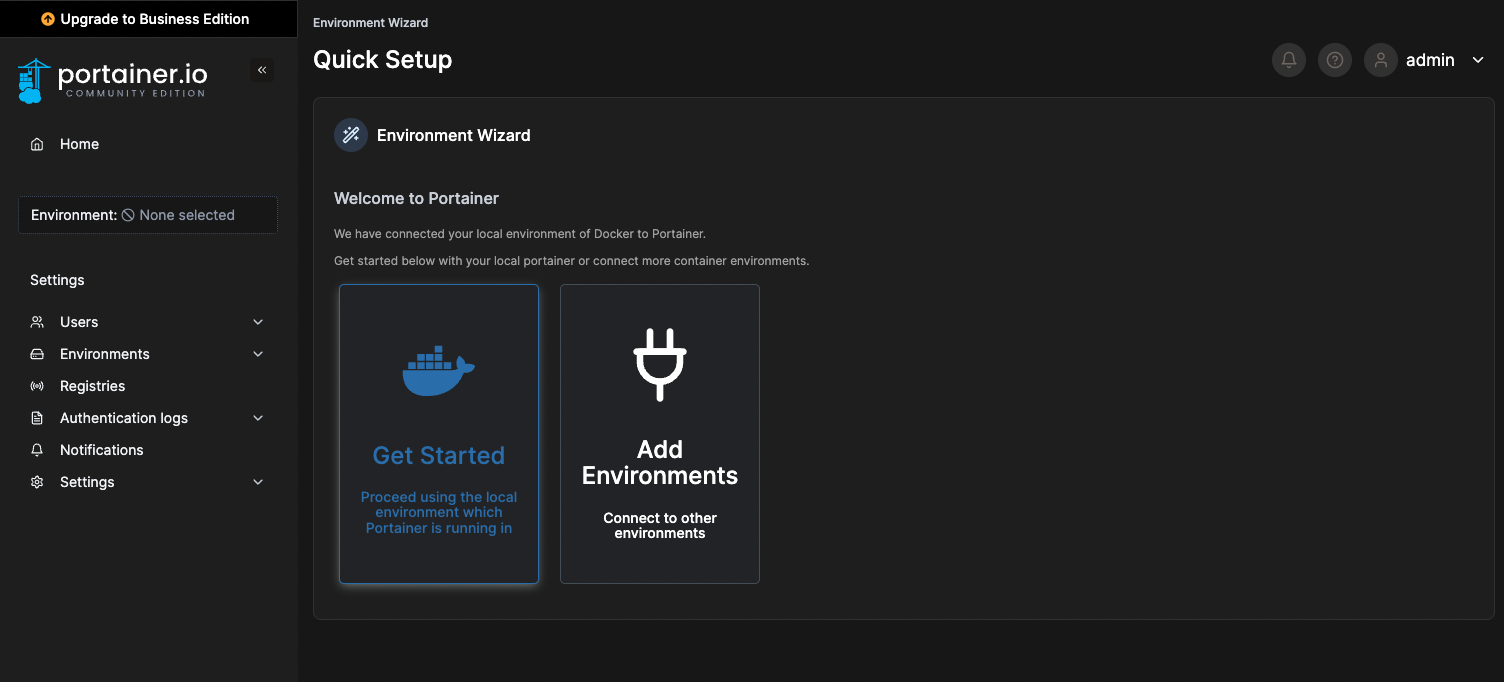 Upgrade to Business Edition
portainer.io
COMMUNITY EDITION
Home
Environment: None selected
Settings
Users
Environments
Registries
Authentication logs
Notifications
Settings
Environment Wizard
Quick Setup
admin
Environment Wizard
Welcome to Portainer
We have connected your local environment of Docker to Portainer.
Get started below with your local portainer or connect more container environments.
Get Started
Proceed using the local
environment which
Portainer is running in
Add
Environments
Connect to other
environments